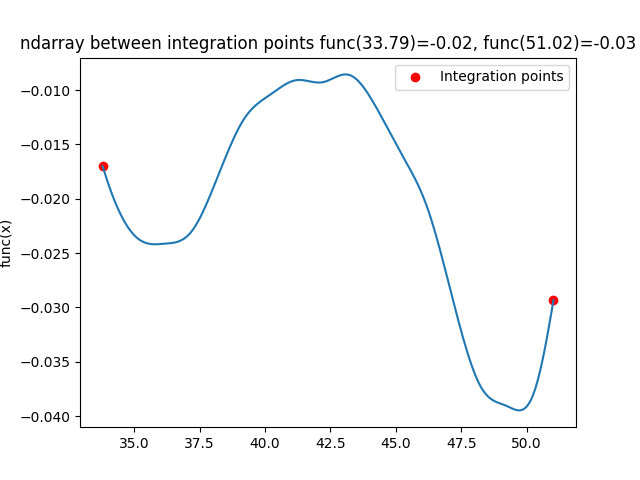 ndarray between integration points func(33.79)=-0.02, func(51.02)=-0.03
Integration points
func(x)
−0.010
−0.015
−0.020
−0.025
−0.030
−0.035
−0.040
35.0 37.5 40.0 42.5 45.0 47.5 50.0